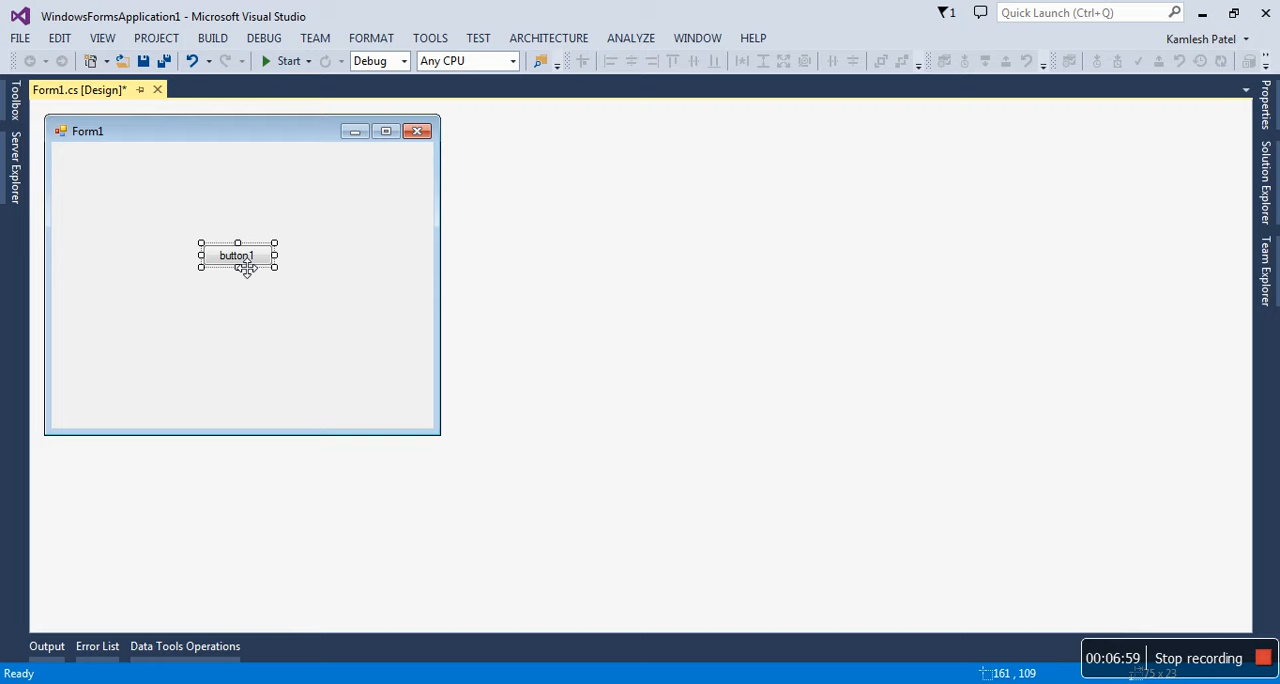 WindowsFormsApplication1 - Microsoft Visual Studio
1
Quick Launch (Ctrl+Q)
FILE EDIT VIEW PROJECT BUILD DEBUG TEAM FORMAT TOOLS TEST ARCHITECTURE ANALYZE WINDOW HELP
Kamlesh Patel
Start Debug Any CPU
Form1.cs [Design]*
Toolbox
Server Explorer
Form1
button1
Properties
Solution Explorer
Team Explorer
Output Error List Data Tools Operations
00:06:59 Stop recording
Ready 161 , 109 75 x 23